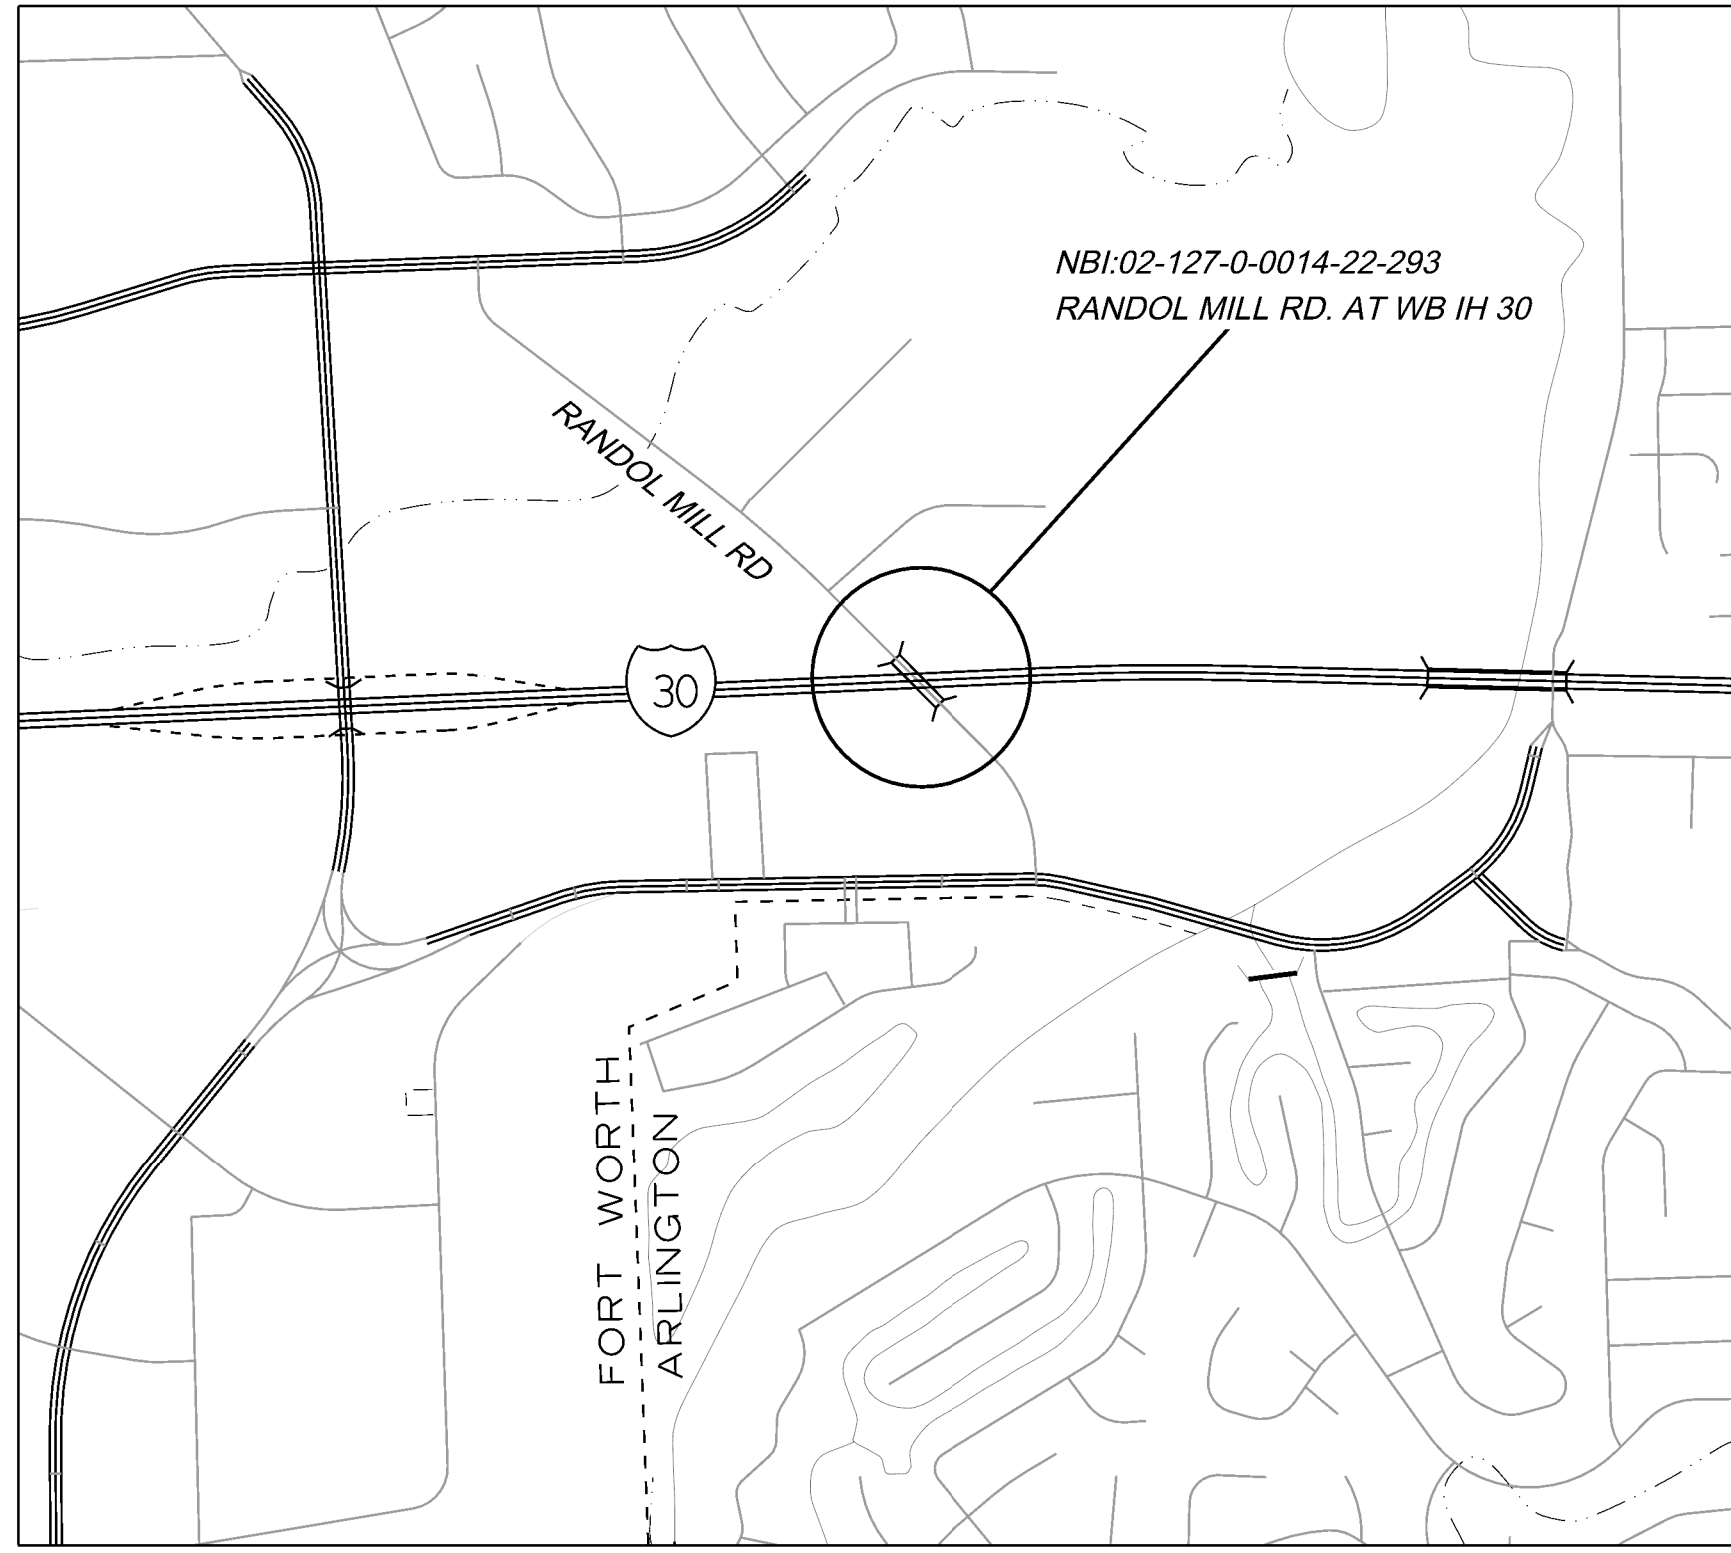 NBI:02-127-0-0014-22-293
RANDOL MILL RD. AT WB IH 30
RANDOL MILL RD
30
FORT WORTH
ARLINGTON